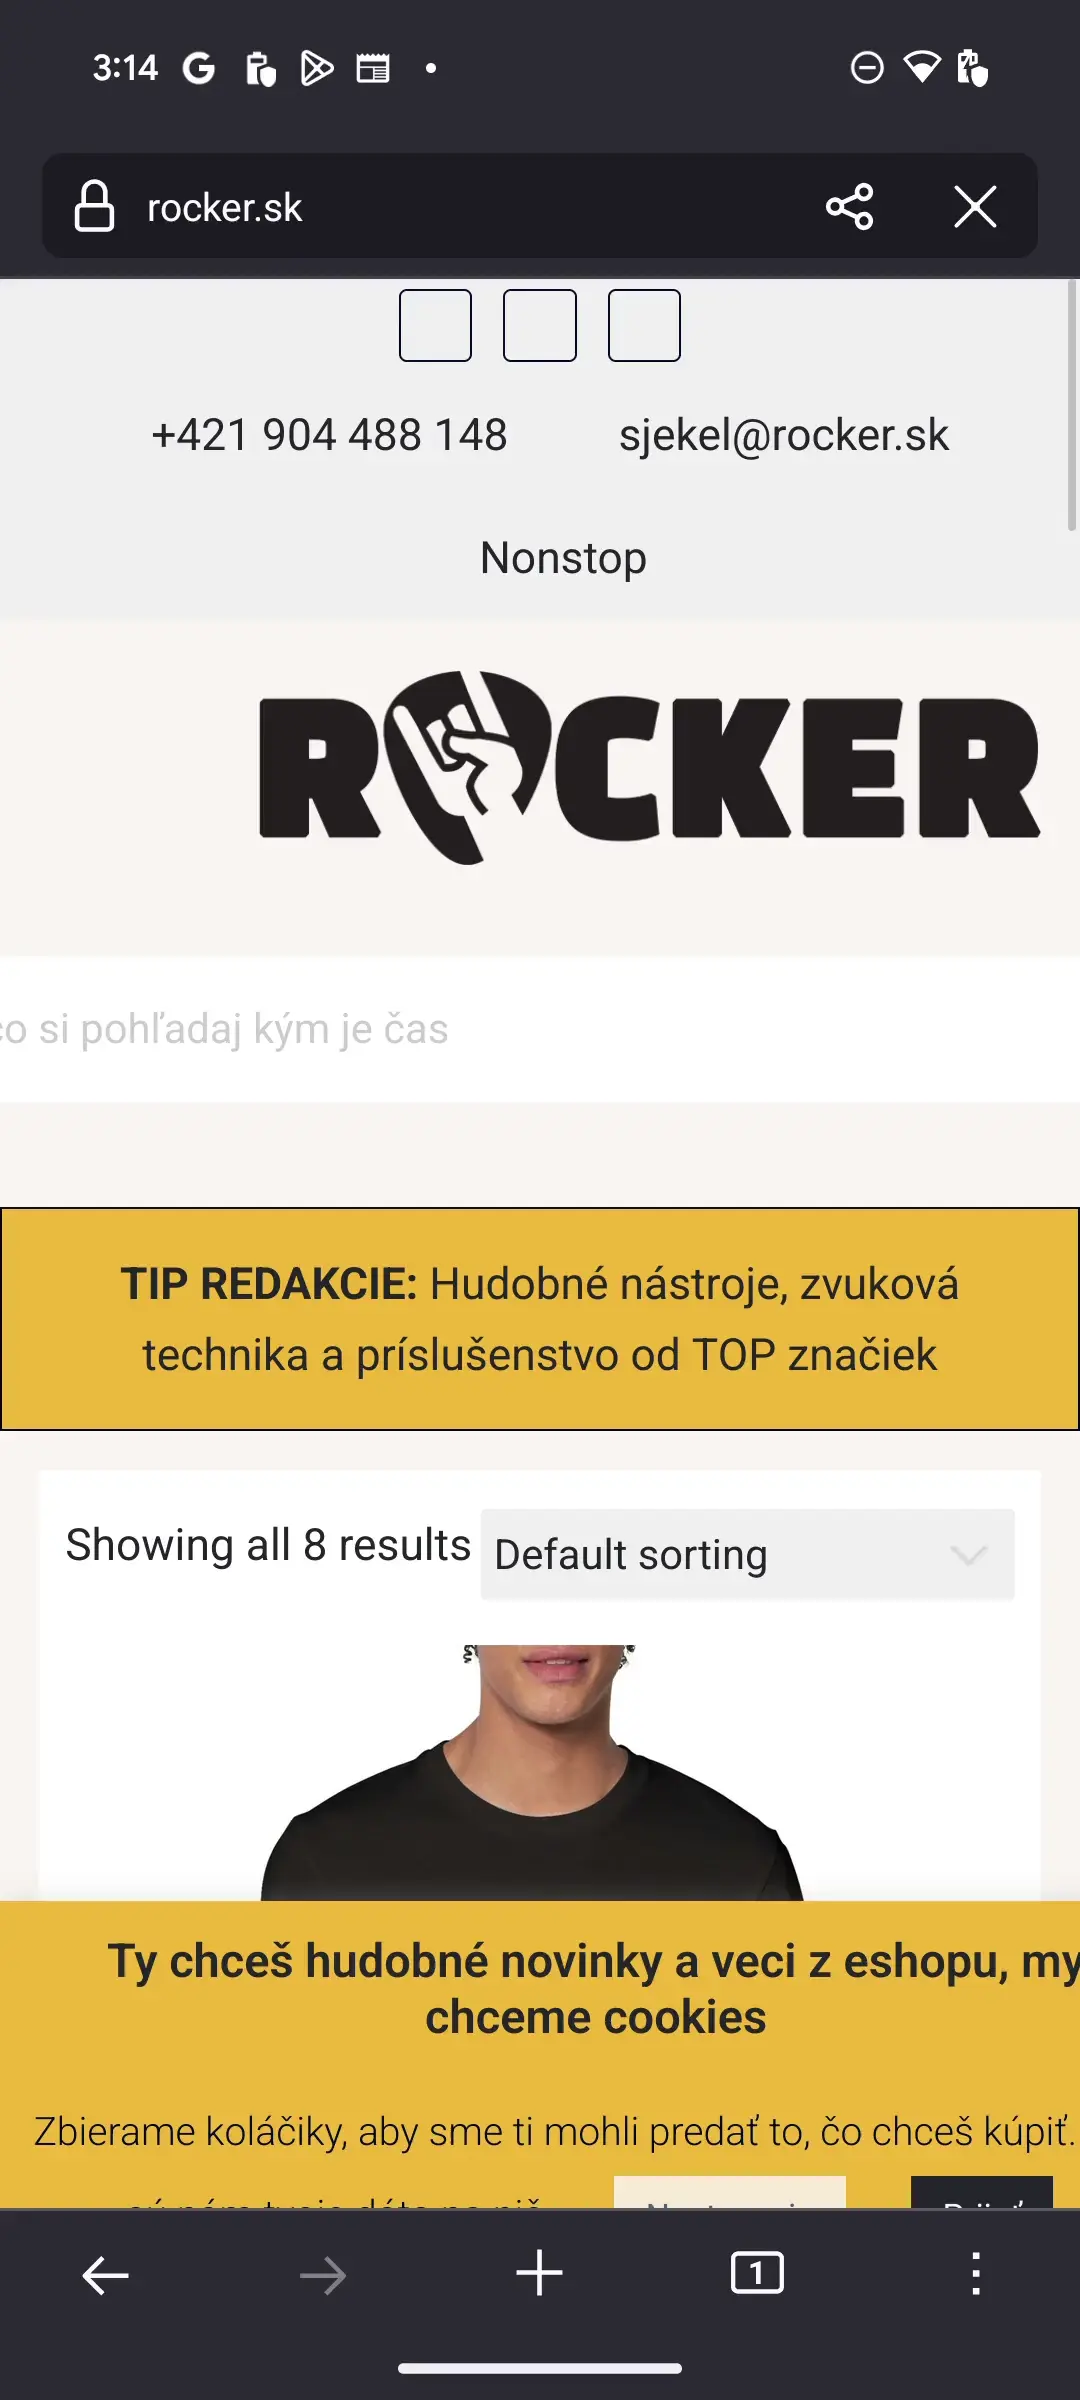 3:14
rocker.sk
+421 904 488 148
sjekel@rocker.sk
Nonstop
ROCKER
čo si pohľadaj kým je čas
TIP REDAKCIE: Hudobné nástroje, zvuková
technika a príslušenstvo od TOP značiek
Showing all 8 results
Default sorting
Ty chceš hudobné novinky a veci z eshopu, my
chceme cookies
Zbierame koláčiky, aby sme ti mohli predať to, čo chceš kúpiť.
1